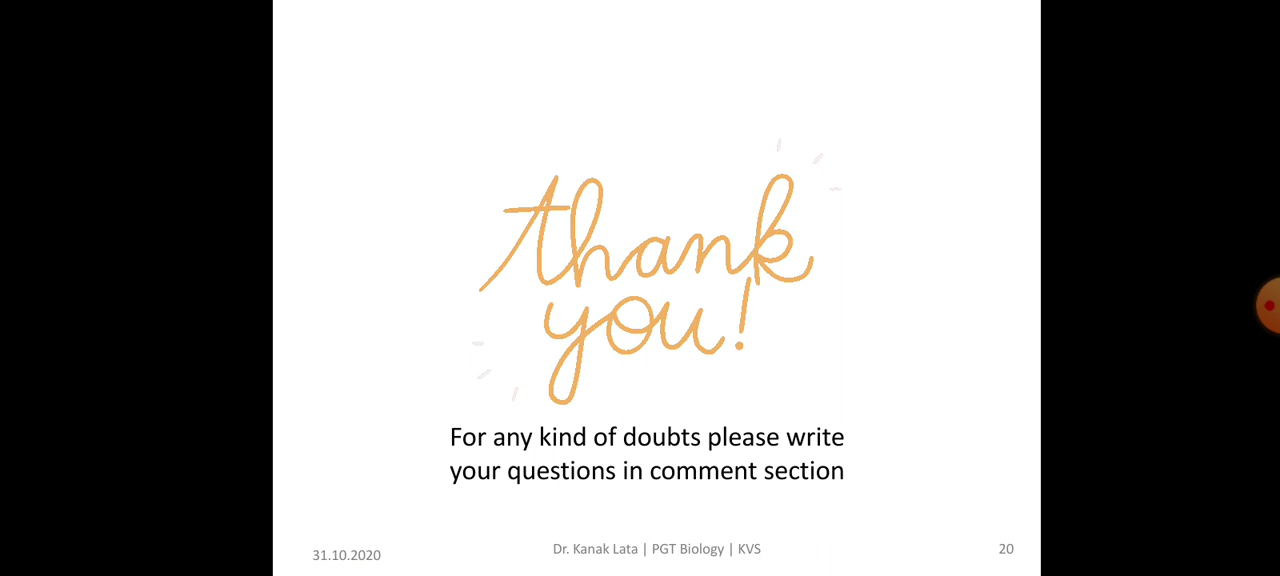 thank
you!
For any kind of doubts please write
your questions in comment section
31.10.2020
Dr. Kanak Lata | PGT Biology | KVS
20